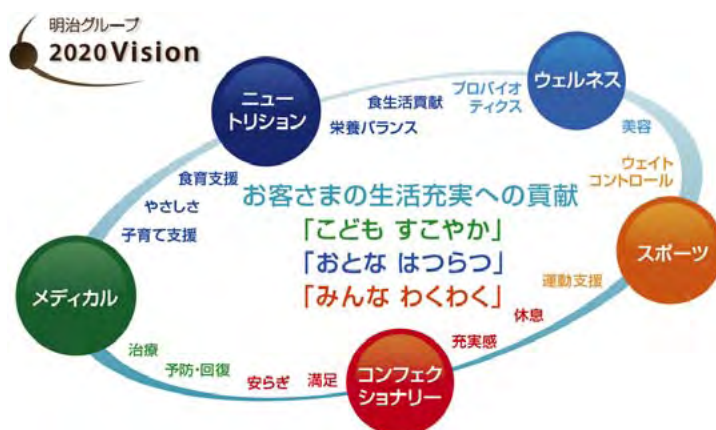 明治グループ
2020 Vision
ニュー
トリション
食生活貢献
栄養バランス
プロバイオ
ティクス
ウェルネス
美容
ウェイト
コントロール
スポーツ
運動支援
休息
充実感
コンフェク
ショナリー
満足
安らぎ
予防・回復
治療
メディカル
子育て支援
やさしさ
食育支援
お客さまの生活充実への貢献
「こども すこやか」
「おとな はつらつ」
「みんな わくわく」